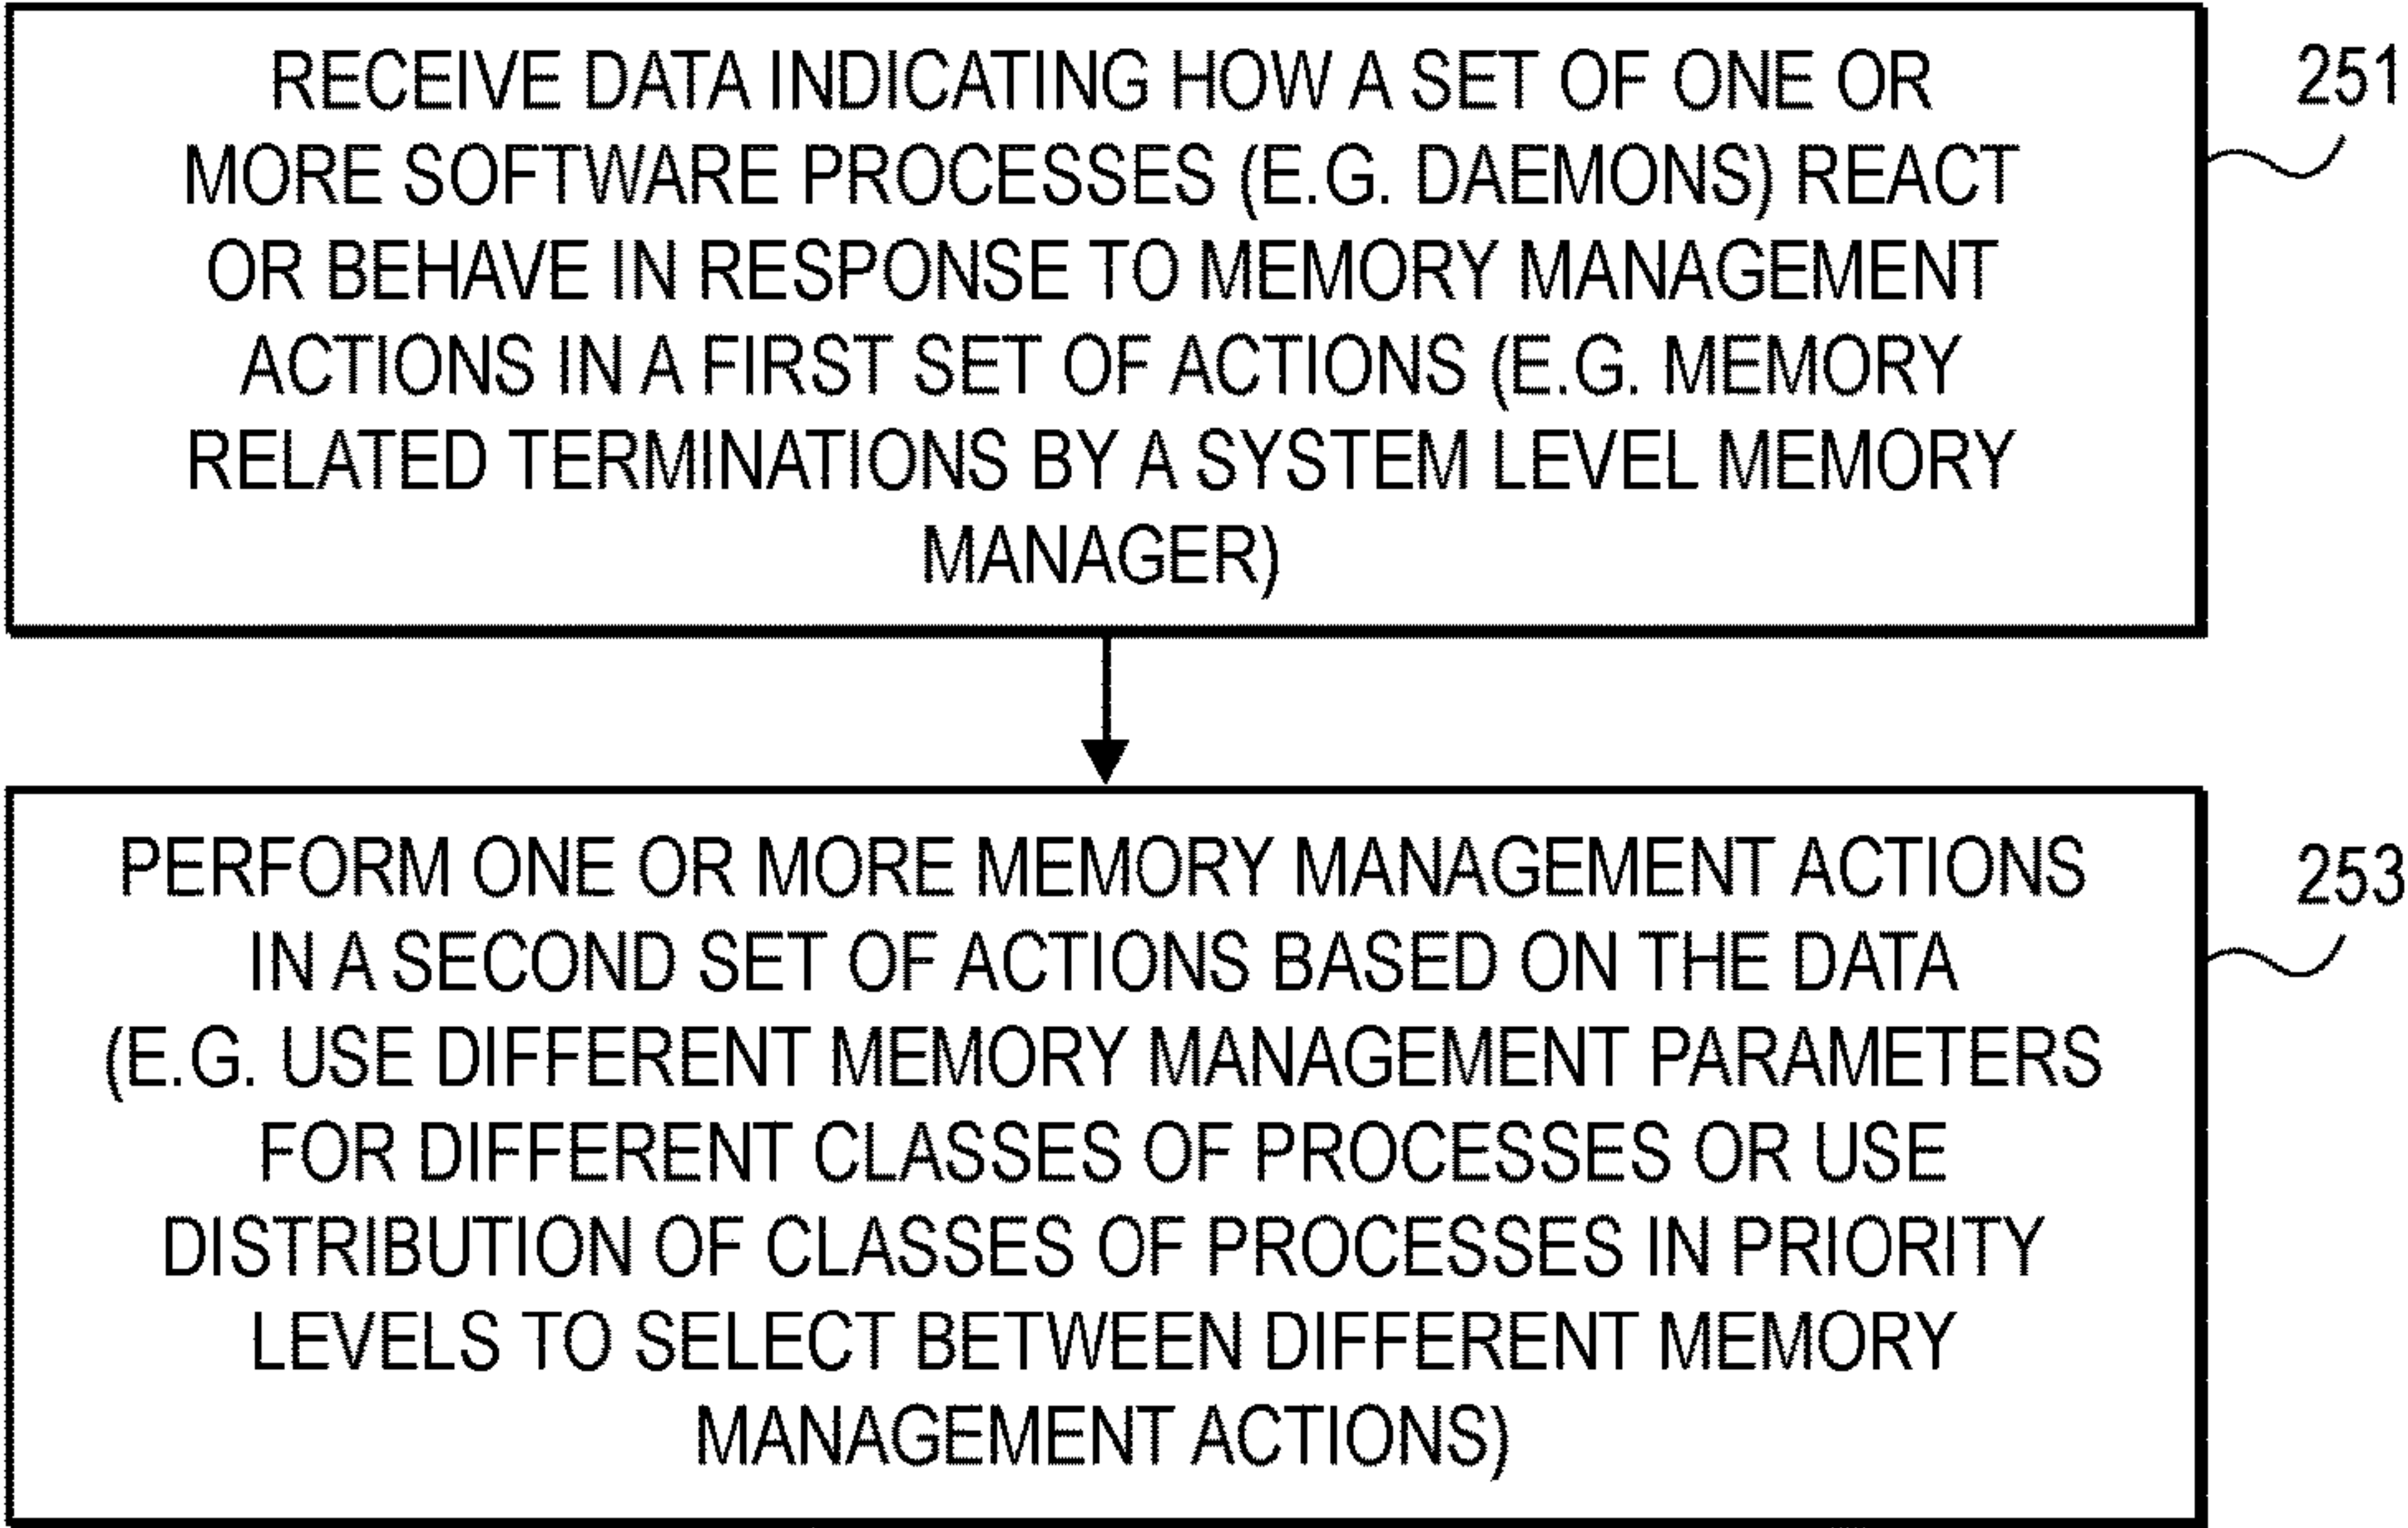 RECEIVE DATA INDICATING HOW A SET OF ONE OR
MORE SOFTWARE PROCESSES (E.G. DAEMONS) REACT
OR BEHAVE IN RESPONSE TO MEMORY MANAGEMENT
ACTIONS IN A FIRST SET OF ACTIONS (E.G. MEMORY
RELATED TERMINATIONS BY A SYSTEM LEVEL MEMORY
MANAGER)
251
PERFORM ONE OR MORE MEMORY MANAGEMENT ACTIONS
IN A SECOND SET OF ACTIONS BASED ON THE DATA
(E.G. USE DIFFERENT MEMORY MANAGEMENT PARAMETERS
FOR DIFFERENT CLASSES OF PROCESSES OR USE
DISTRIBUTION OF CLASSES OF PROCESSES IN PRIORITY
LEVELS TO SELECT BETWEEN DIFFERENT MEMORY
MANAGEMENT ACTIONS)
253